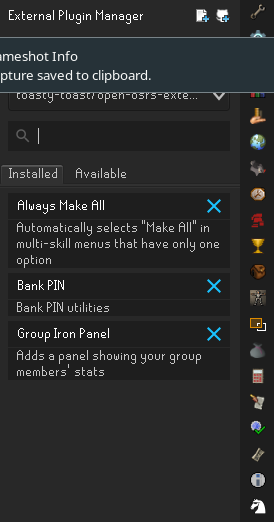 External Plugin Manager
ameshot Info
pture saved to clipboard.
toasty-toast/open-osrs-exte...
Installed
Available
Always Make All
Automatically selects "Make All" in
multi-skill menus that have only one
option
Bank PIN
Bank PIN utilities
Group Iron Panel
Adds a panel showing your group
members' stats